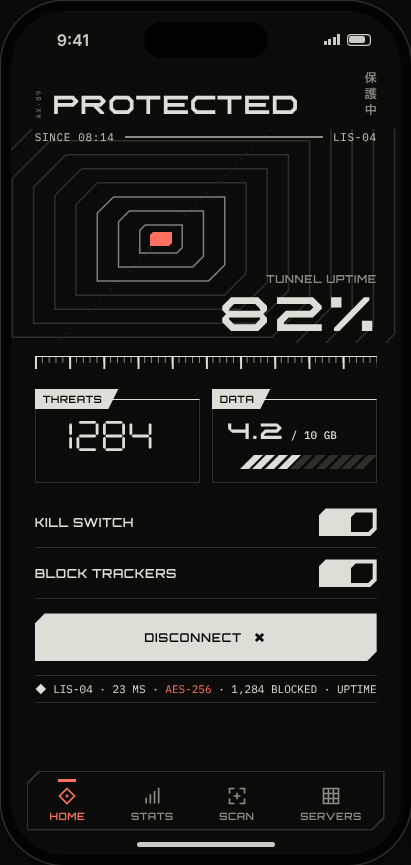 9:41
AX-09
PROTECTED
保護中
SINCE 08:14
LIS-04
TUNNEL UPTIME
82%
THREATS
1284
DATA
4.2 / 10 GB
KILL SWITCH
BLOCK TRACKERS
DISCONNECT ✖
◆ LIS-04 · 23 MS · AES-256 · 1,284 BLOCKED · UPTIME
HOME
STATS
SCAN
SERVERS